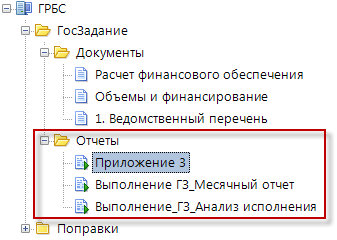 ГРБС
ГосЗадание
Документы
Расчет финансового обеспечения
Объемы и финансирование
1. Ведомственный перечень
Отчеты
Приложение 3
Выполнение ГЗ_Месячный отчет
Выполнение_ГЗ_Анализ исполнения
Поправки